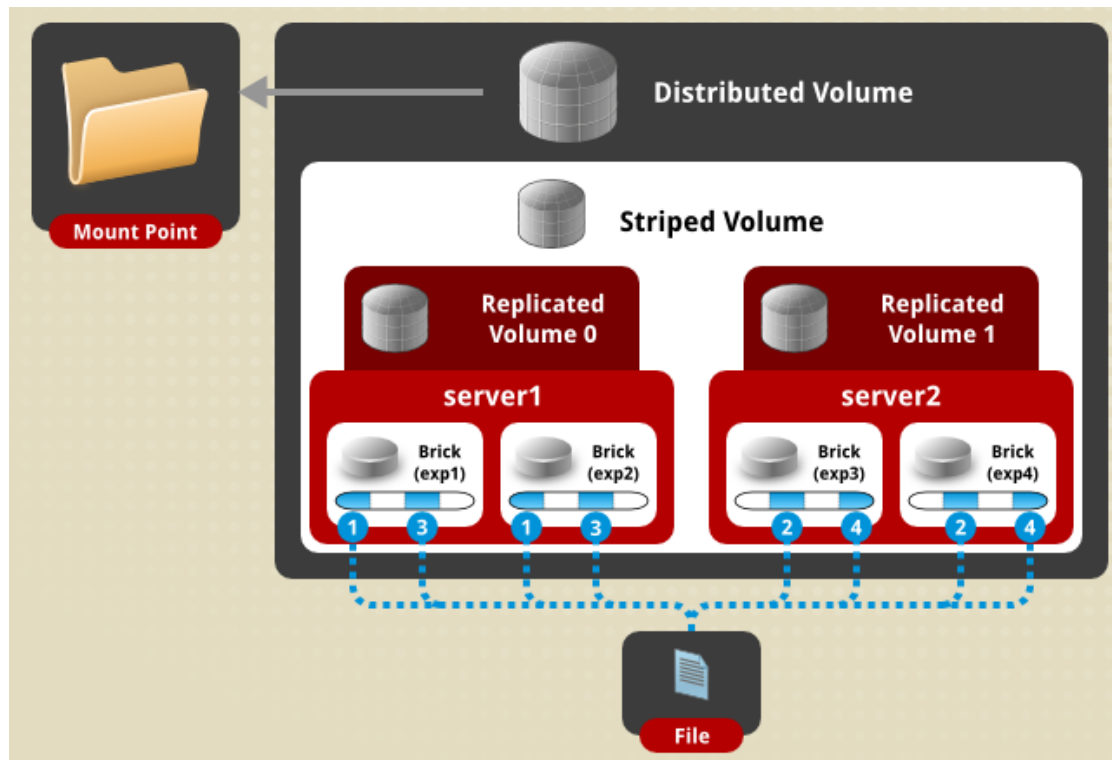 Distributed Volume
Mount Point
Striped Volume
Replicated
Volume 0
Replicated
Volume 1
server1
server2
Brick
(exp1)
Brick
(exp2)
Brick
(exp3)
Brick
(exp4)
1
3
1
3
2
4
2
4
File